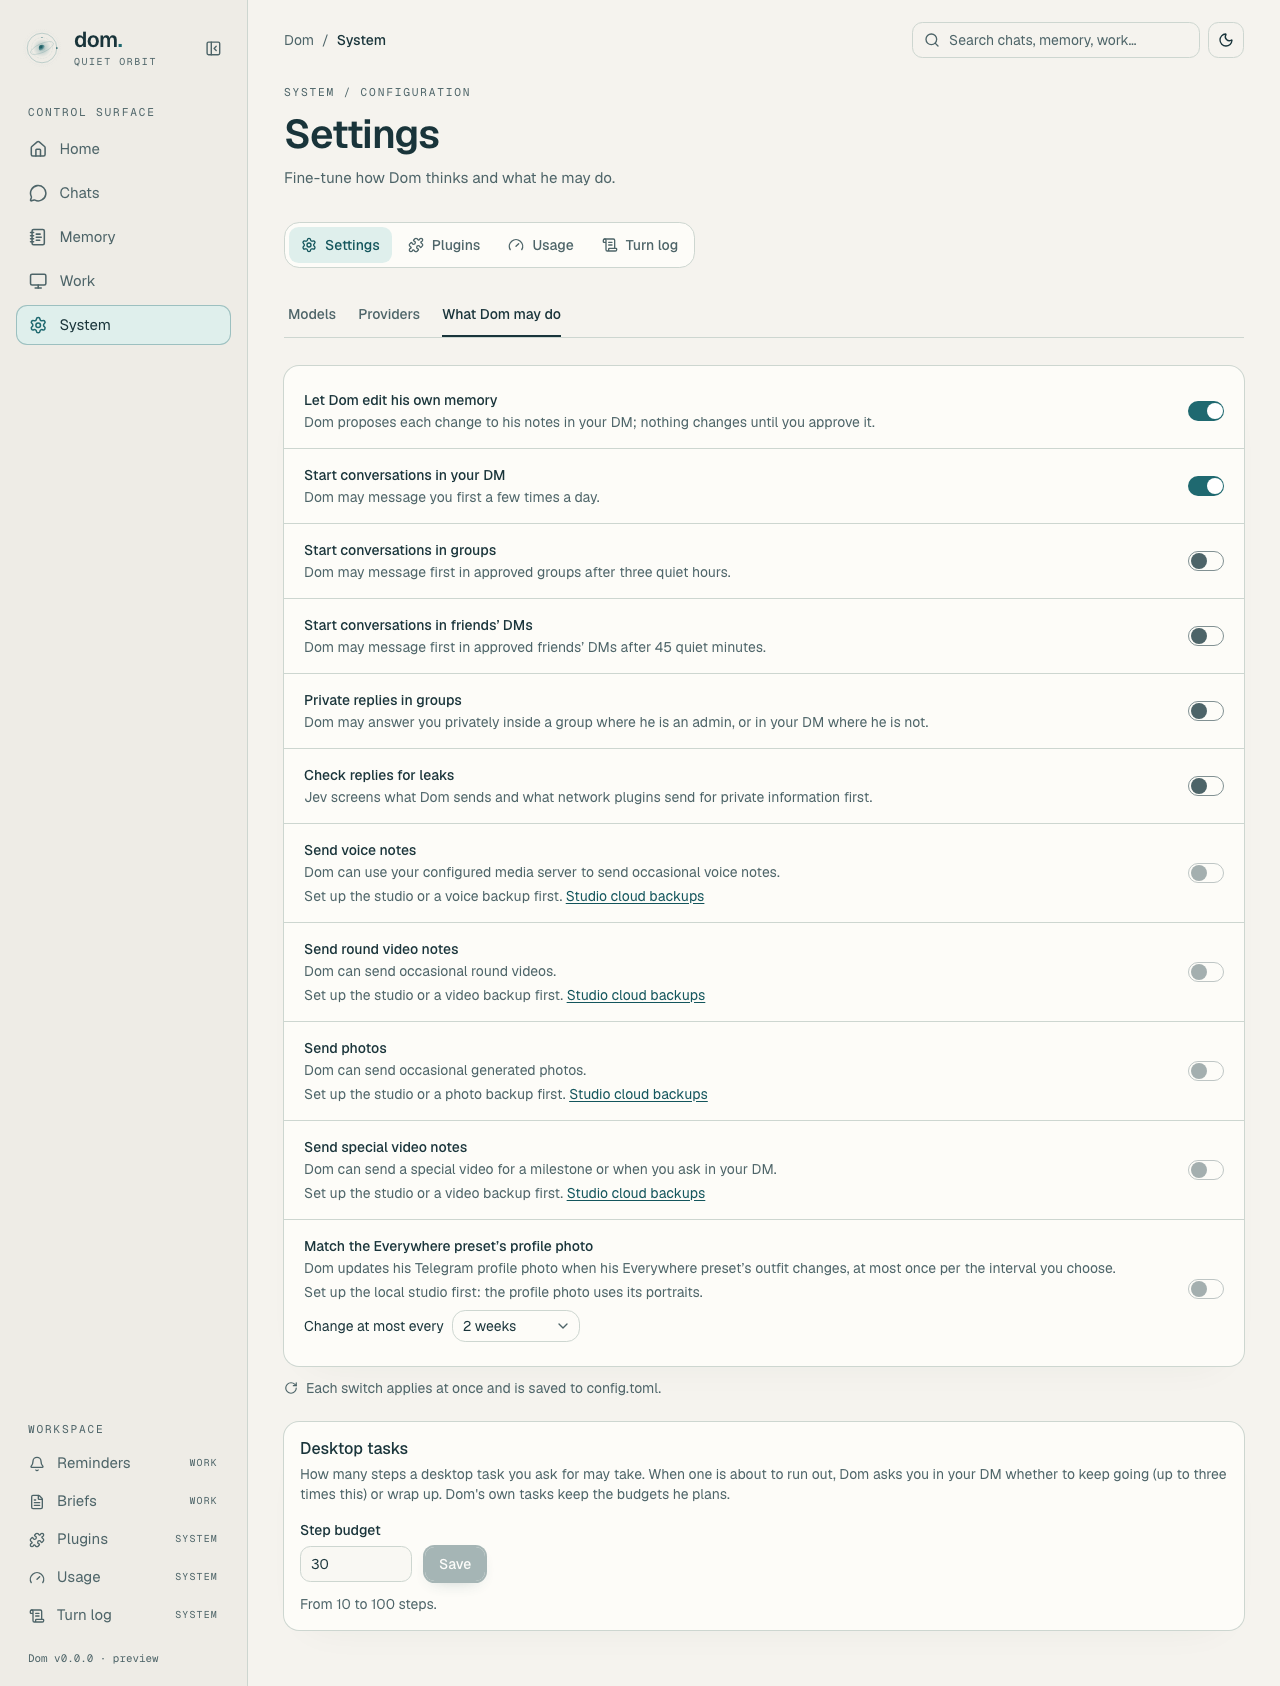 dom.
QUIET ORBIT
CONTROL SURFACE
Home
Chats
Memory
Work
System
WORKSPACE
Reminders WORK
Briefs WORK
Plugins SYSTEM
Usage SYSTEM
Turn log SYSTEM
Dom v0.0.0 · preview
Dom / System
Search chats, memory, work…
SYSTEM / CONFIGURATION
Settings
Fine-tune how Dom thinks and what he may do.
Settings Plugins Usage Turn log
Models Providers What Dom may do
Let Dom edit his own memory
Dom proposes each change to his notes in your DM; nothing changes until you approve it.
Start conversations in your DM
Dom may message you first a few times a day.
Start conversations in groups
Dom may message first in approved groups after three quiet hours.
Start conversations in friends’ DMs
Dom may message first in approved friends’ DMs after 45 quiet minutes.
Private replies in groups
Dom may answer you privately inside a group where he is an admin, or in your DM where he is not.
Check replies for leaks
Jev screens what Dom sends and what network plugins send for private information first.
Send voice notes
Dom can use your configured media server to send occasional voice notes.
Set up the studio or a voice backup first. Studio cloud backups
Send round video notes
Dom can send occasional round videos.
Set up the studio or a video backup first. Studio cloud backups
Send photos
Dom can send occasional generated photos.
Set up the studio or a photo backup first. Studio cloud backups
Send special video notes
Dom can send a special video for a milestone or when you ask in your DM.
Set up the studio or a video backup first. Studio cloud backups
Match the Everywhere preset’s profile photo
Dom updates his Telegram profile photo when his Everywhere preset’s outfit changes, at most once per the interval you choose.
Set up the local studio first: the profile photo uses its portraits.
Change at most every 2 weeks
Each switch applies at once and is saved to config.toml.
Desktop tasks
How many steps a desktop task you ask for may take. When one is about to run out, Dom asks you in your DM whether to keep going (up to three
times this) or wrap up. Dom’s own tasks keep the budgets he plans.
Step budget
30 Save
From 10 to 100 steps.